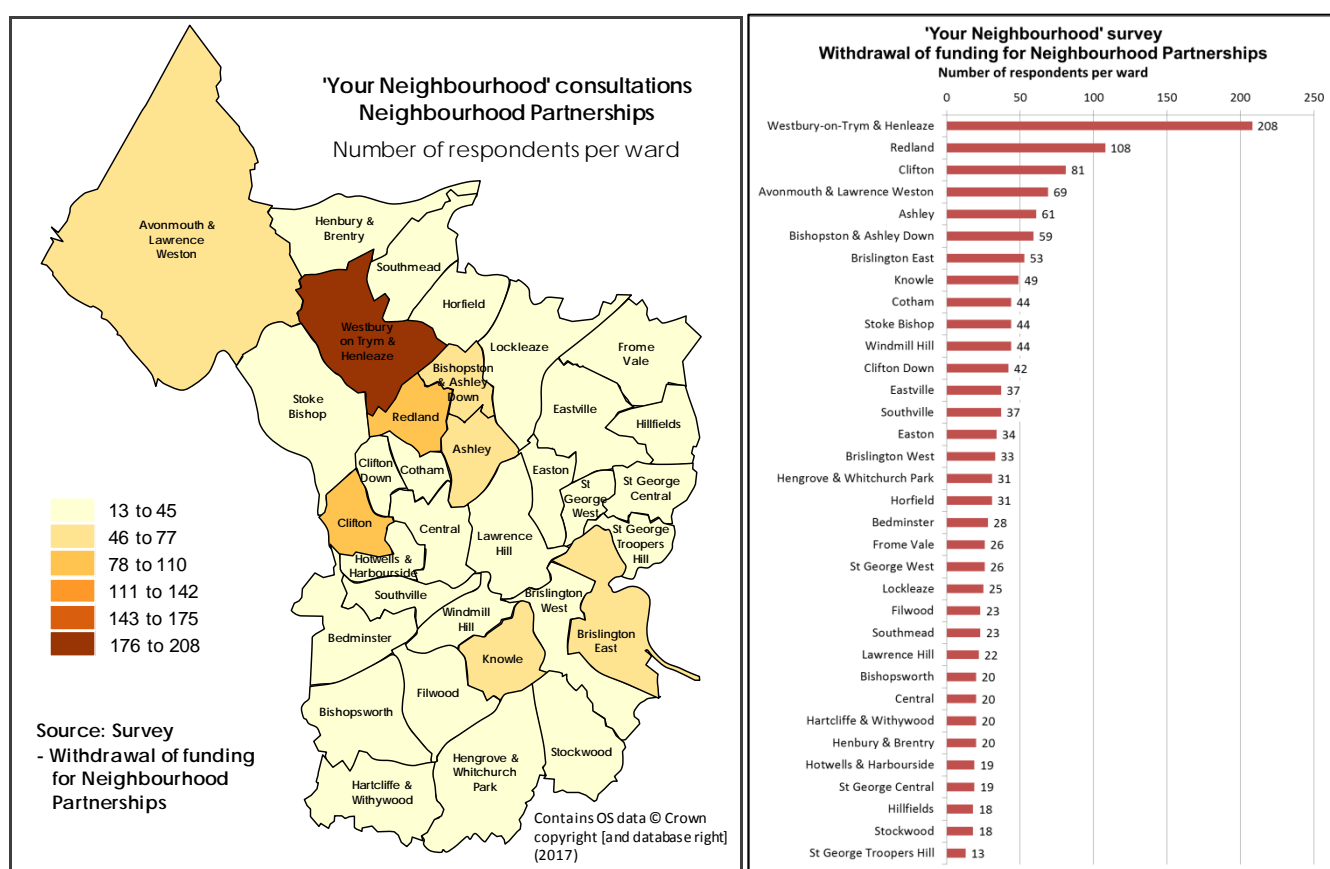 'Your Neighbourhood' consultations
Neighbourhood Partnerships
Number of respondents per ward
Avonmouth &
Lawrence
Weston
Henbury &
Brentry
Southmead
Horfield
Westbury
on Trym &
Henleaze
Lockleaze
Frome
Vale
Bishopston
& Ashley
Down
Stoke
Bishop
Redland
Eastville
Hillfields
Ashley
Clifton
Down
Cotham
Easton
St
George
West
St George
Central
Clifton
Central
Lawrence
Hill
St George
Troopers
Hill
Hotwells &
Harbourside
Southville
Windmill
Hill
Brislington
West
Bedminster
Knowle
Brislington
East
Filwood
Bishopsworth
Stockwood
Hengrove &
Whitchurch
Park
Hartcliffe &
Withywood
13 to 45
46 to 77
78 to 110
111 to 142
143 to 175
176 to 208
Source: Survey
- Withdrawal of funding
for Neighbourhood
Partnerships
Contains OS data © Crown
copyright [and database right]
(2017)
'Your Neighbourhood' survey
Withdrawal of funding for Neighbourhood Partnerships
Number of respondents per ward
0 50 100 150 200 250
Westbury-on-Trym & Henleaze 208
Redland 108
Clifton 81
Avonmouth & Lawrence Weston 69
Ashley 61
Bishopston & Ashley Down 59
Brislington East 53
Knowle 49
Cotham 44
Stoke Bishop 44
Windmill Hill 44
Clifton Down 42
Eastville 37
Southville 37
Easton 34
Brislington West 33
Hengrove & Whitchurch Park 31
Horfield 31
Bedminster 28
Frome Vale 26
St George West 26
Lockleaze 25
Filwood 23
Southmead 23
Lawrence Hill 22
Bishopsworth 20
Central 20
Hartcliffe & Withywood 20
Henbury & Brentry 20
Hotwells & Harbourside 19
St George Central 19
Hillfields 18
Stockwood 18
St George Troopers Hill 13